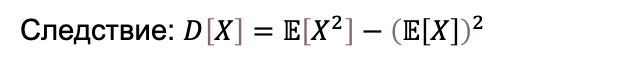 Следствие: D[X] = 𝔼[X²] − (𝔼[X])²